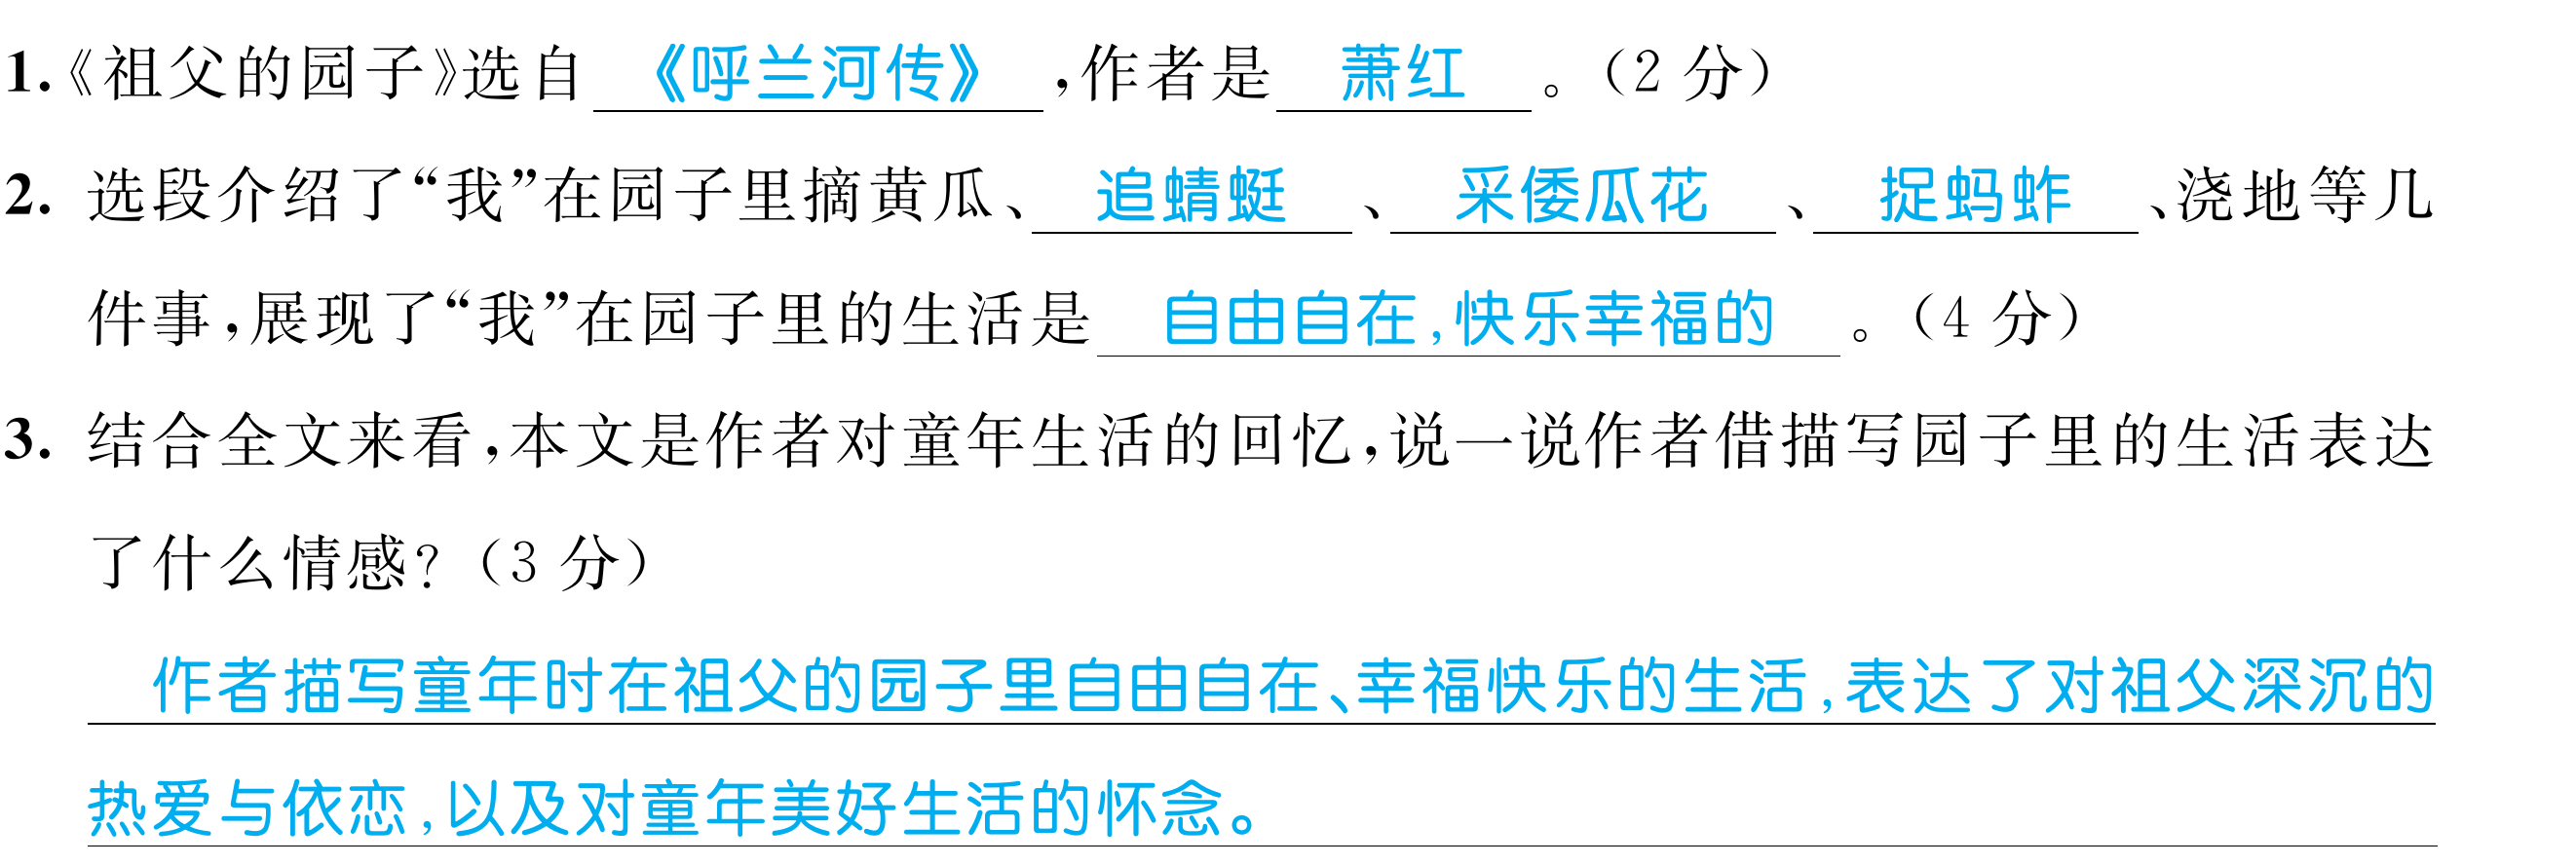 1.《祖父的园子》选自 《呼兰河传》 ,作者是 萧红 。(2 分)
2. 选段介绍了“我”在园子里摘黄瓜、 追蜻蜓 、 采倭瓜花 、 捉蚂蚱 、浇地等几
件事,展现了“我”在园子里的生活是 自由自在,快乐幸福的 。(4 分)
3. 结合全文来看,本文是作者对童年生活的回忆,说一说作者借描写园子里的生活表达
了什么情感?(3 分)
作者描写童年时在祖父的园子里自由自在、幸福快乐的生活,表达了对祖父深沉的
热爱与依恋,以及对童年美好生活的怀念。